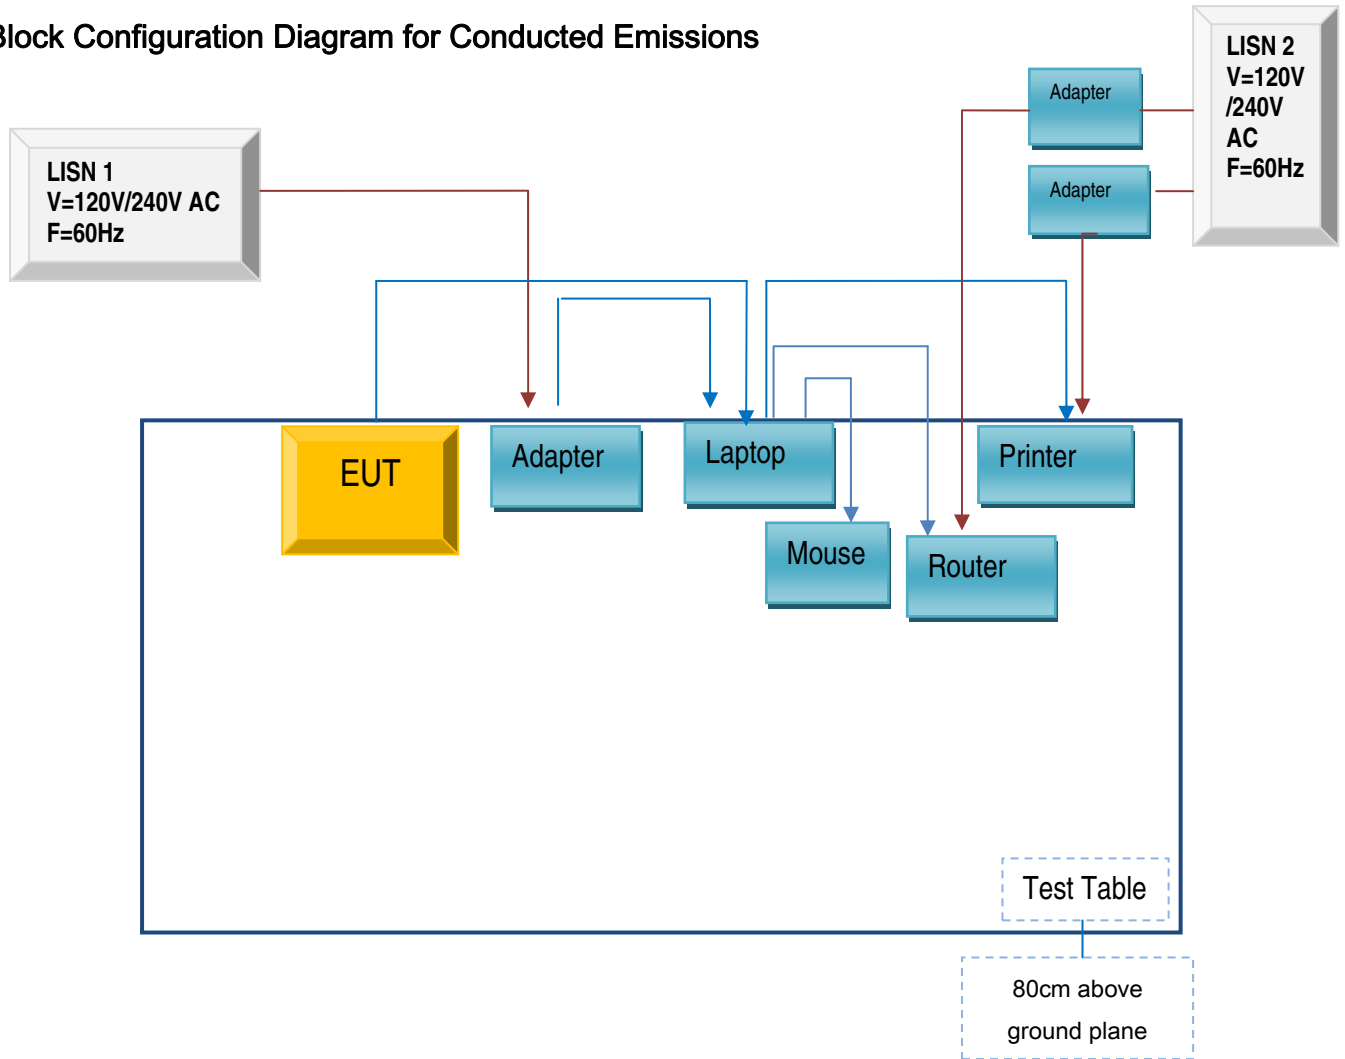 Block Configuration Diagram for Conducted Emissions
LISN 1
V=120V/240V AC
F=60Hz
Adapter
Adapter
LISN 2
V=120V
/240V
AC
F=60Hz
EUT
Adapter
Laptop
Printer
Mouse
Router
Test Table
80cm above
ground plane